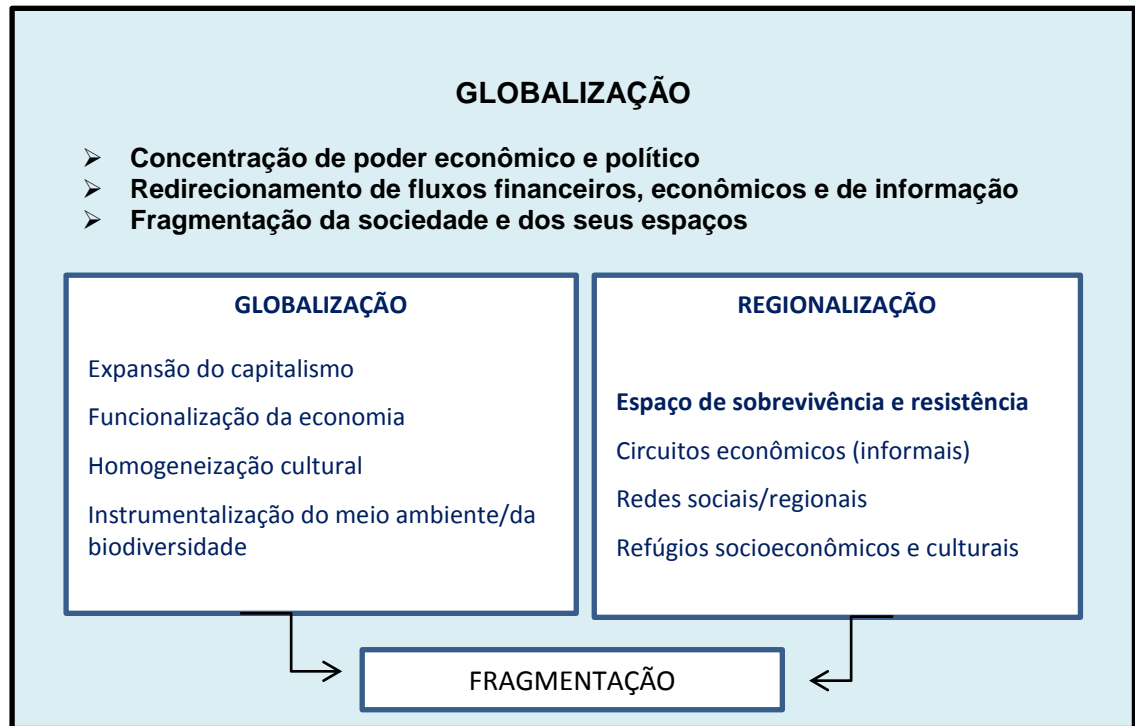 GLOBALIZAÇÃO
➢ Concentração de poder econômico e político
➢ Redirecionamento de fluxos financeiros, econômicos e de informação
➢ Fragmentação da sociedade e dos seus espaços
GLOBALIZAÇÃO
Expansão do capitalismo
Funcionalização da economia
Homogeneização cultural
Instrumentalização do meio ambiente/da
biodiversidade
REGIONALIZAÇÃO
Espaço de sobrevivência e resistência
Circuitos econômicos (informais)
Redes sociais/regionais
Refúgios socioeconômicos e culturais
FRAGMENTAÇÃO